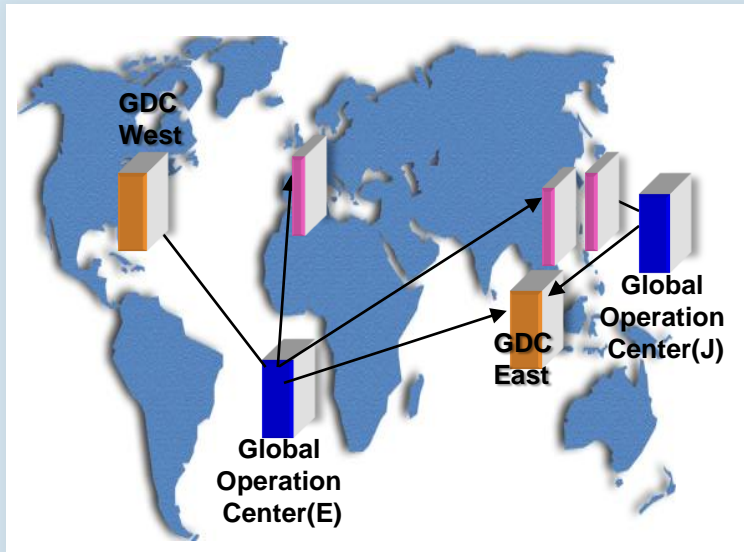 GDC
West
Global
Operation
Center(J)
GDC
East
Global
Operation
Center(E)